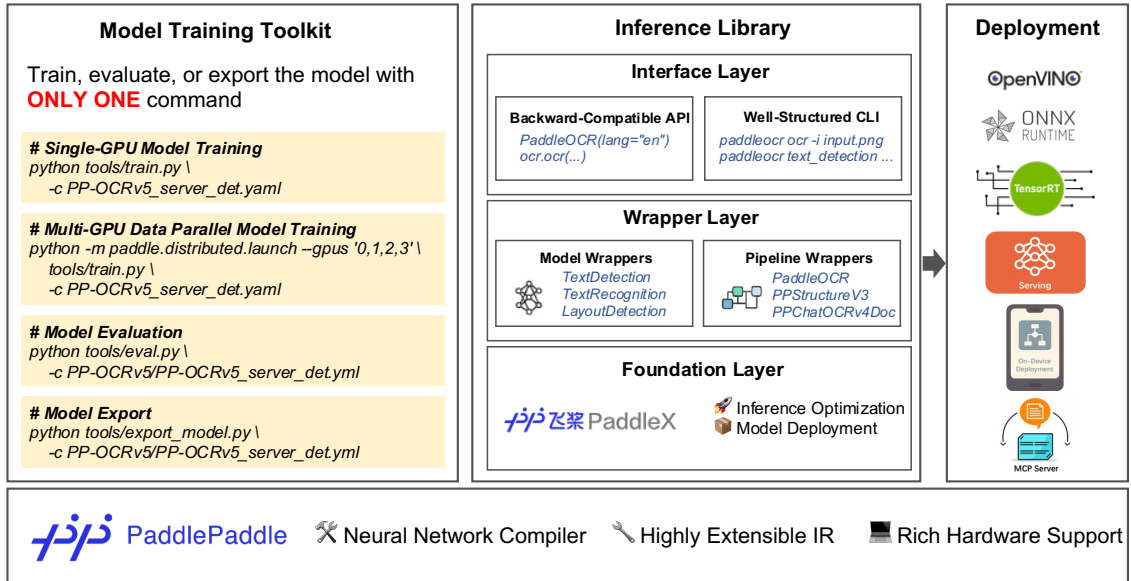 Model Training Toolkit
Train, evaluate, or export the model with
ONLY ONE command
# Single-GPU Model Training
python tools/train.py \
-c PP-OCRv5_server_det.yaml
# Multi-GPU Data Parallel Model Training
python -m paddle.distributed.launch --gpus '0,1,2,3' \
tools/train.py \
-c PP-OCRv5_server_det.yaml
# Model Evaluation
python tools/eval.py \
-c PP-OCRv5/PP-OCRv5_server_det.yml
# Model Export
python tools/export_model.py \
-c PP-OCRv5/PP-OCRv5_server_det.yml
Inference Library
Interface Layer
Backward-Compatible API
PaddleOCR(lang="en")
ocr.ocr(...)
Well-Structured CLI
paddleocr ocr -i input.png
paddleocr text_detection ...
Wrapper Layer
Model Wrappers
TextDetection
TextRecognition
LayoutDetection
Pipeline Wrappers
PaddleOCR
PPStructureV3
PPChatOCRv4Doc
Foundation Layer
飞桨 PaddleX
Inference Optimization
Model Deployment
Deployment
OpenVINO
ONNX
RUNTIME
TensorRT
Serving
On-Device
Deployment
MCP Server
PaddlePaddle
Neural Network Compiler
Highly Extensible IR
Rich Hardware Support